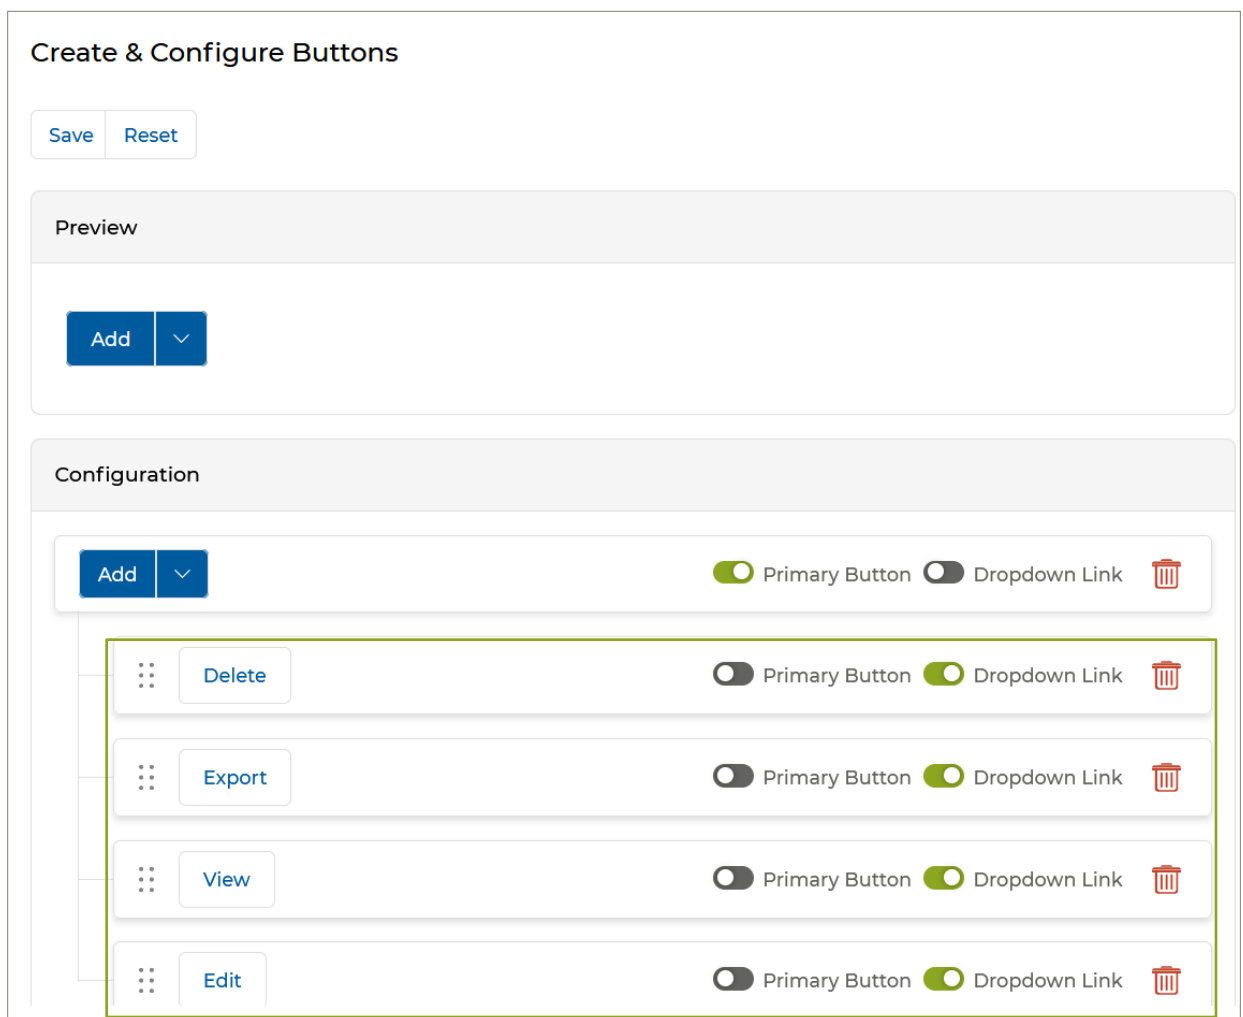 Create & Configure Buttons
Save Reset
Preview
Add
Configuration
Add Primary Button Dropdown Link
Delete Primary Button Dropdown Link
Export Primary Button Dropdown Link
View Primary Button Dropdown Link
Edit Primary Button Dropdown Link